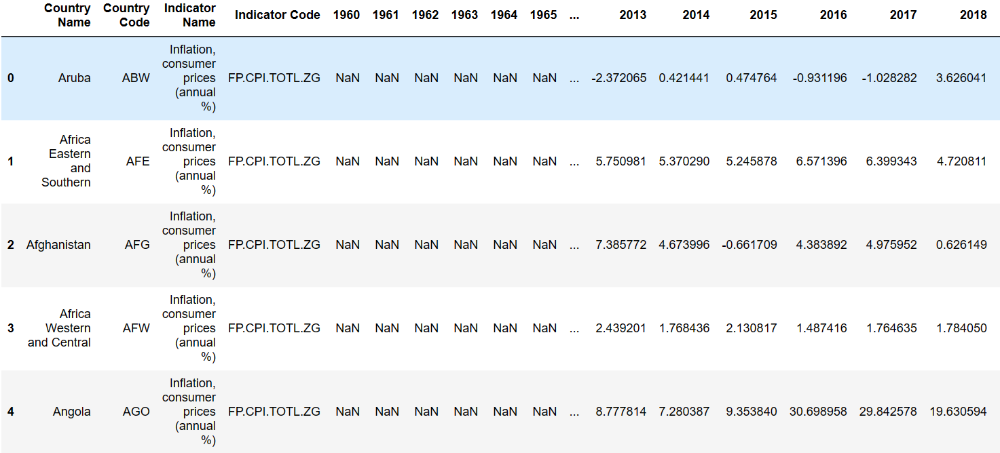 Country Name Country Code Indicator Name Indicator Code 1960 1961 1962 1963 1964 1965 ... 2013 2014 2015 2016 2017 2018
0 Aruba ABW Inflation, consumer prices (annual %) FP.CPI.TOTL.ZG NaN NaN NaN NaN NaN NaN ... -2.372065 0.421441 0.474764 -0.931196 -1.028282 3.626041
1 Africa Eastern and Southern AFE Inflation, consumer prices (annual %) FP.CPI.TOTL.ZG NaN NaN NaN NaN NaN NaN ... 5.750981 5.370290 5.245878 6.571396 6.399343 4.720811
2 Afghanistan AFG Inflation, consumer prices (annual %) FP.CPI.TOTL.ZG NaN NaN NaN NaN NaN NaN ... 7.385772 4.673996 -0.661709 4.383892 4.975952 0.626149
3 Africa Western and Central AFW Inflation, consumer prices (annual %) FP.CPI.TOTL.ZG NaN NaN NaN NaN NaN NaN ... 2.439201 1.768436 2.130817 1.487416 1.764635 1.784050
4 Angola AGO Inflation, consumer prices (annual %) FP.CPI.TOTL.ZG NaN NaN NaN NaN NaN NaN ... 8.777814 7.280387 9.353840 30.698958 29.842578 19.630594